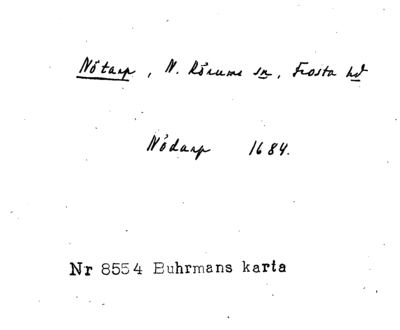 Nötarp, N. Rörums sn, Frosta hd
Nödarp 1684.
Nr 8554 Buhrmans karta